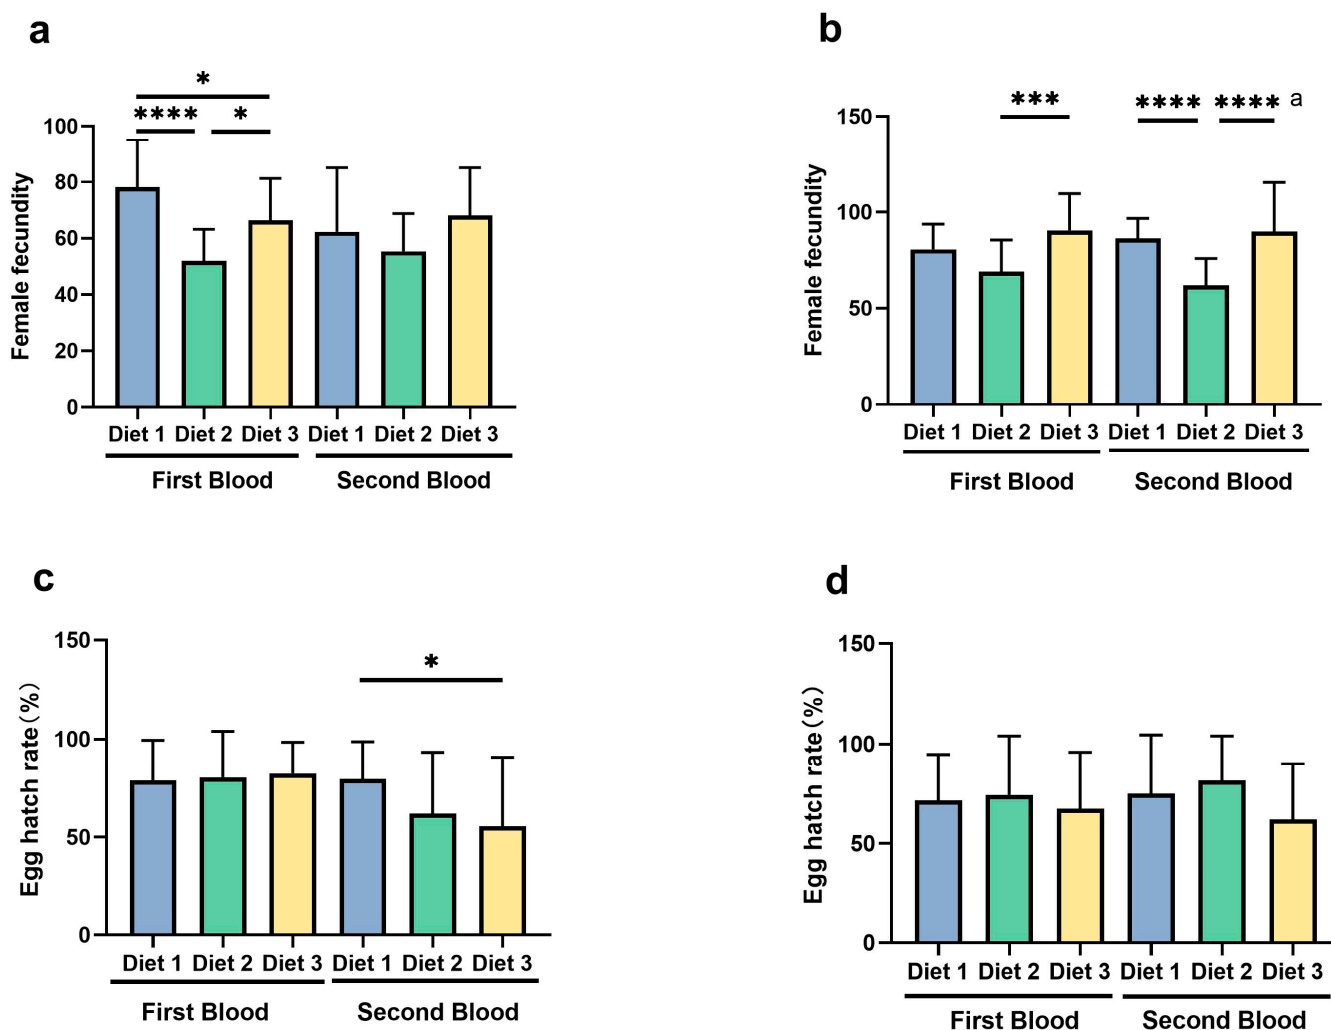 a
*
**** *
100
80
60
40
20
0
Female fecundity
Diet 1 Diet 2 Diet 3 Diet 1 Diet 2 Diet 3
First Blood Second Blood
b
*** **** **** a
150
100
50
0
Female fecundity
Diet 1 Diet 2 Diet 3 Diet 1 Diet 2 Diet 3
First Blood Second Blood
c
*
150
100
50
0
Egg hatch rate(%)
Diet 1 Diet 2 Diet 3 Diet 1 Diet 2 Diet 3
First Blood Second Blood
d
150
100
50
0
Egg hatch rate(%)
Diet 1 Diet 2 Diet 3 Diet 1 Diet 2 Diet 3
First Blood Second Blood